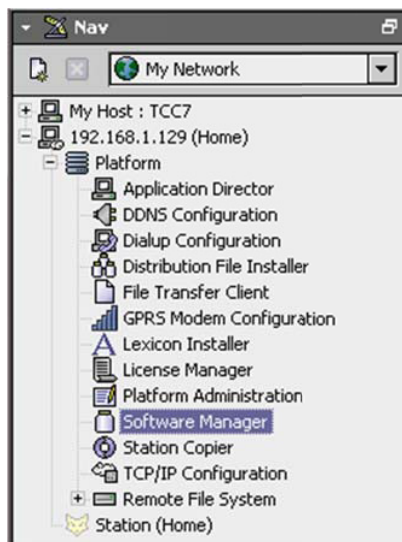 Nav
My Network
My Host : TCC7
192.168.1.129 (Home)
Platform
Application Director
DDNS Configuration
Dialup Configuration
Distribution File Installer
File Transfer Client
GPRS Modem Configuration
Lexicon Installer
License Manager
Platform Administration
Software Manager
Station Copier
TCP/IP Configuration
Remote File System
Station (Home)